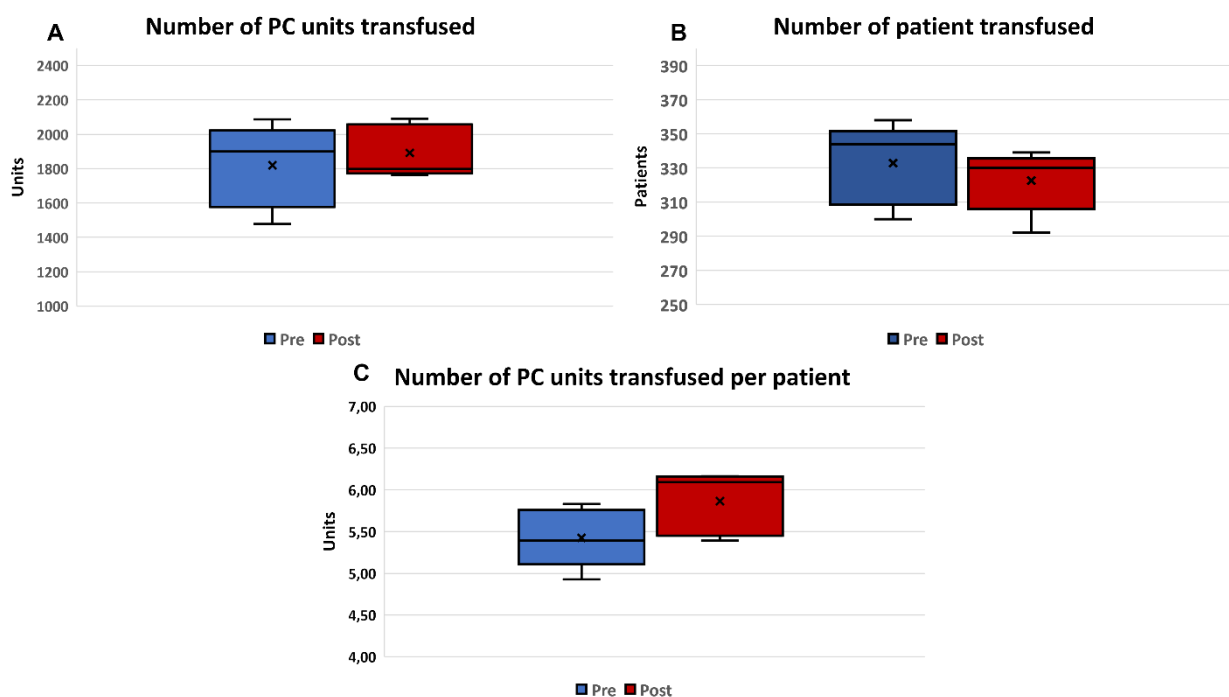 A Number of PC units transfused
2400
2200
2000
1800
1600
1400
1200
1000
Units
Pre Post
B Number of patient transfused
390
370
350
330
310
290
270
250
Patients
Pre Post
C Number of PC units transfused per patient
7,00
6,50
6,00
5,50
5,00
4,50
4,00
Units
Pre Post